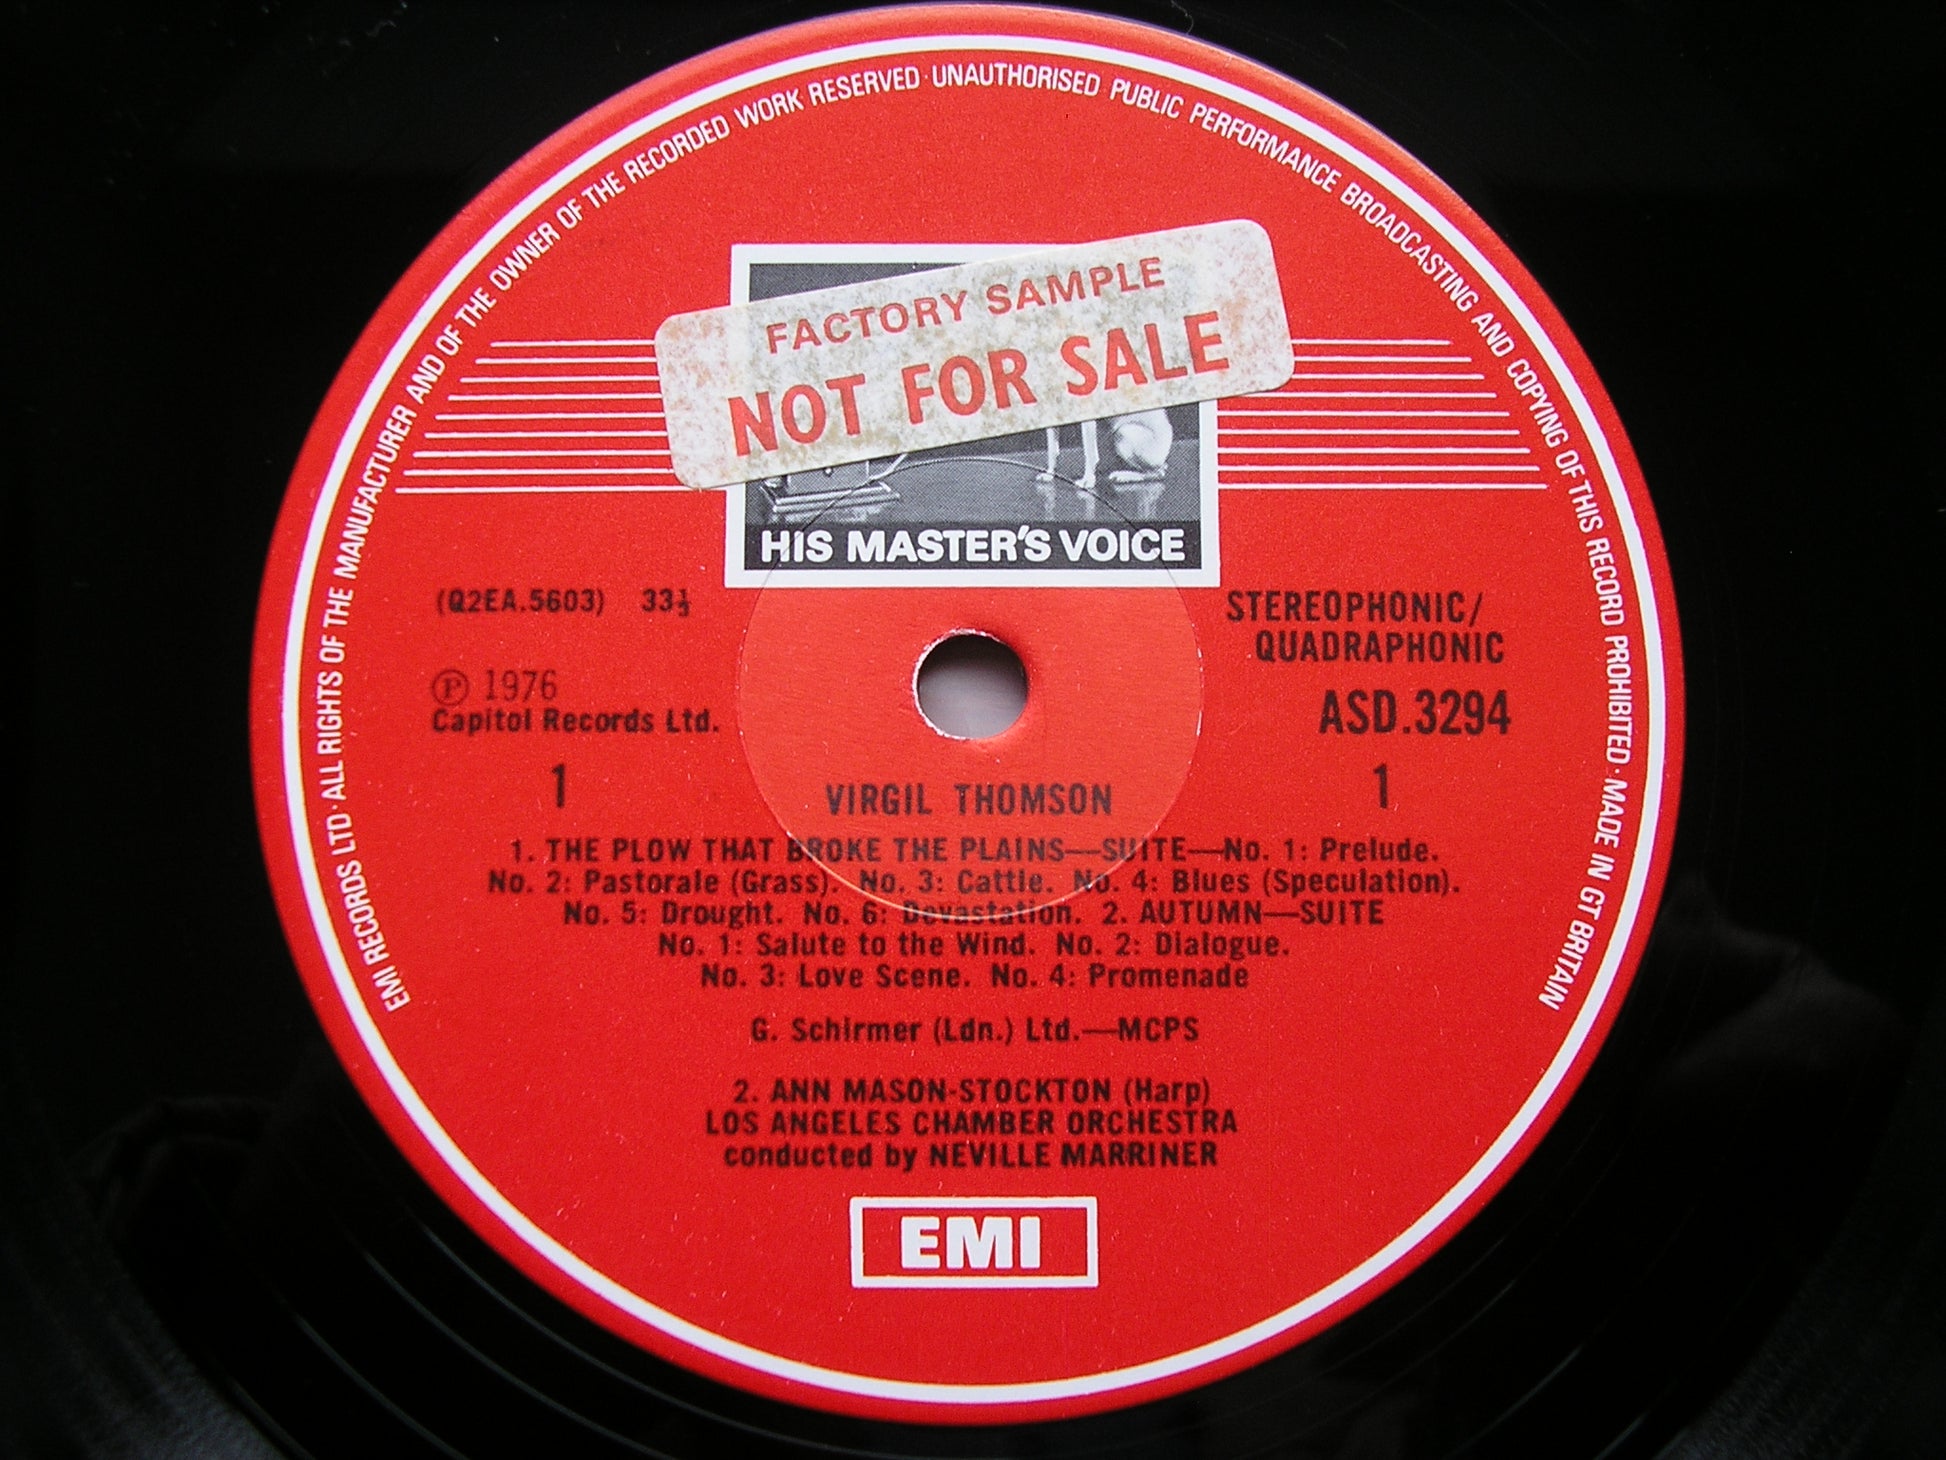 EMI RECORDS LTD · ALL RIGHTS OF THE MANUFACTURER AND OF THE OWNER OF THE RECORDED WORK RESERVED · UNAUTHORISED PUBLIC PERFORMANCE BROADCASTING AND COPYING OF THIS RECORD PROHIBITED · MADE IN GT BRITAIN
FACTORY SAMPLE
NOT FOR SALE
HIS MASTER'S VOICE
(Q2EA.5603) 33⅓
STEREOPHONIC/
QUADRAPHONIC
℗ 1976
Capitol Records Ltd.
ASD.3294
1
1
VIRGIL THOMSON
1. THE PLOW THAT BROKE THE PLAINS—SUITE—No. 1: Prelude.
No. 2: Pastorale (Grass). No. 3: Cattle. No. 4: Blues (Speculation).
No. 5: Drought. No. 6: Devastation. 2. AUTUMN—SUITE
No. 1: Salute to the Wind. No. 2: Dialogue.
No. 3: Love Scene. No. 4: Promenade
G. Schirmer (Ldn.) Ltd.—MCPS
2. ANN MASON-STOCKTON (Harp)
LOS ANGELES CHAMBER ORCHESTRA
conducted by NEVILLE MARRINER
EMI